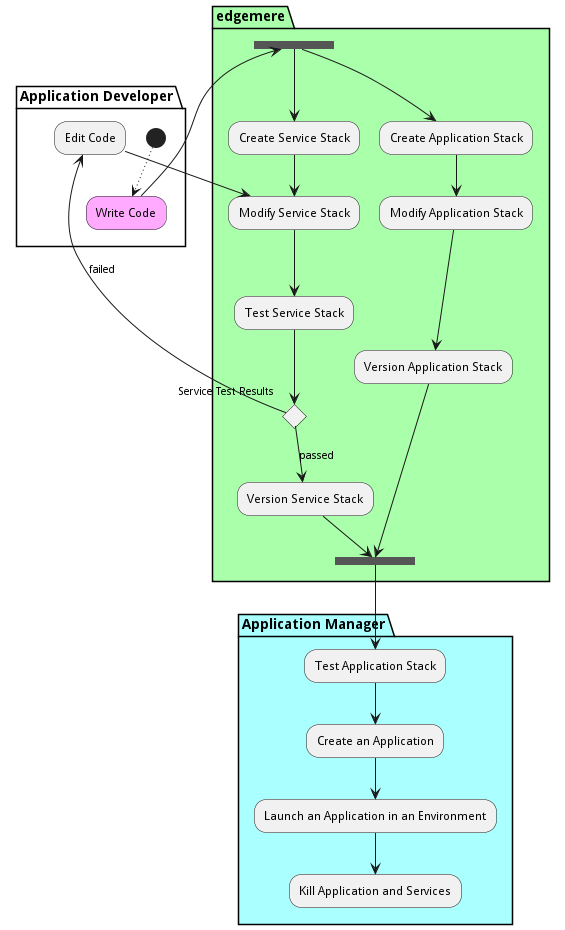 edgemere
Application Developer
Edit Code
Create Service Stack
Create Application Stack
Write Code
Modify Service Stack
Modify Application Stack
failed
Test Service Stack
Version Application Stack
Service Test Results
passed
Version Service Stack
Application Manager
Test Application Stack
Create an Application
Launch an Application in an Environment
Kill Application and Services